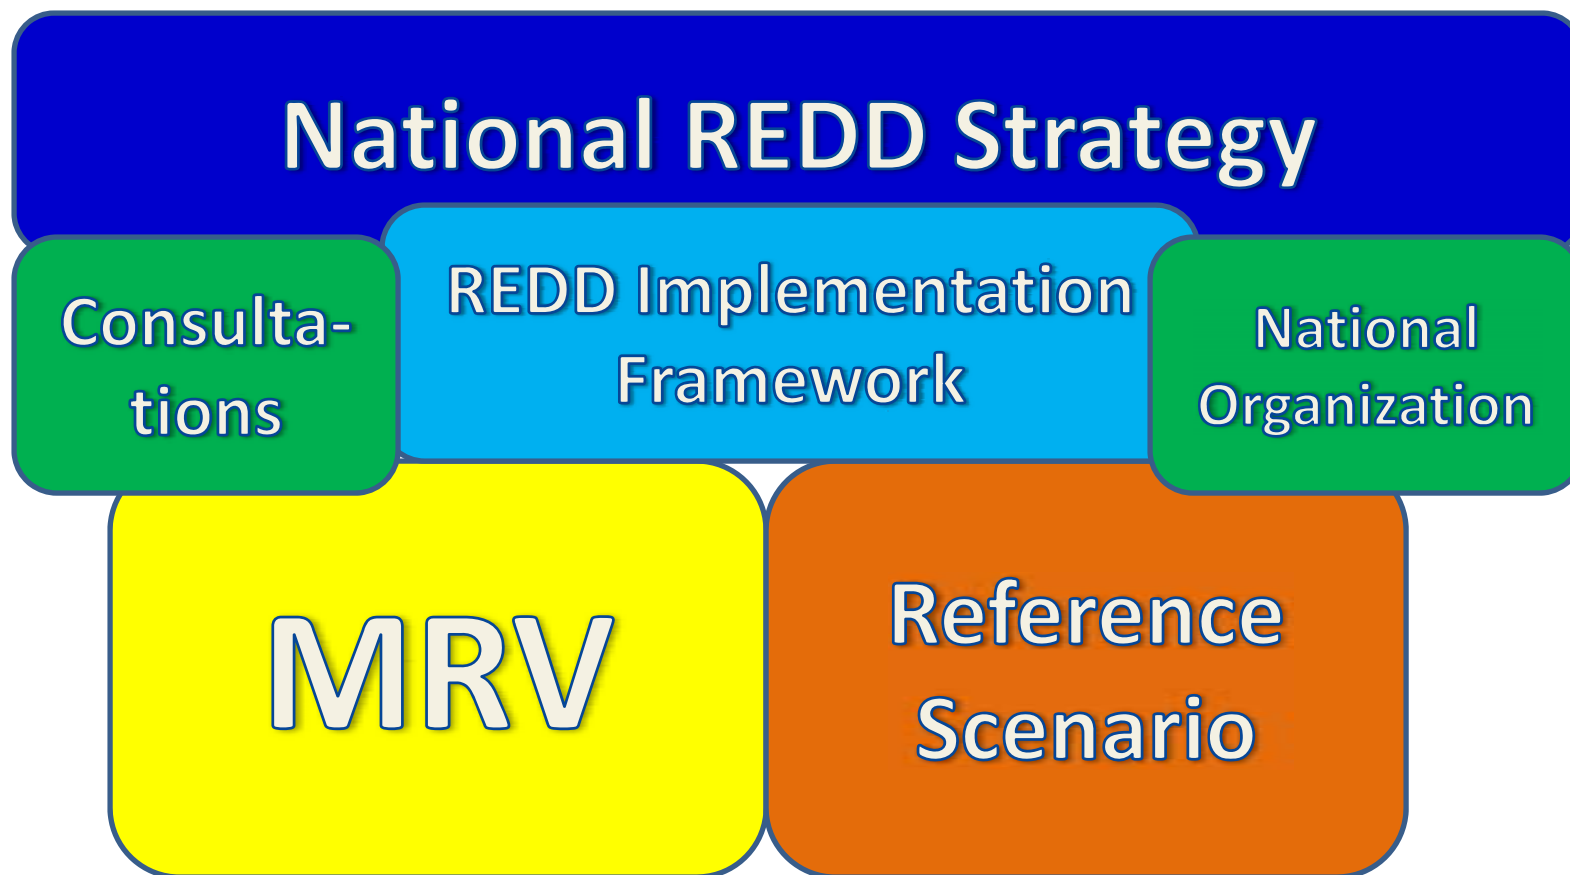 National REDD Strategy
REDD Implementation
Framework
Consulta-
tions
National
Organization
MRV
Reference
Scenario